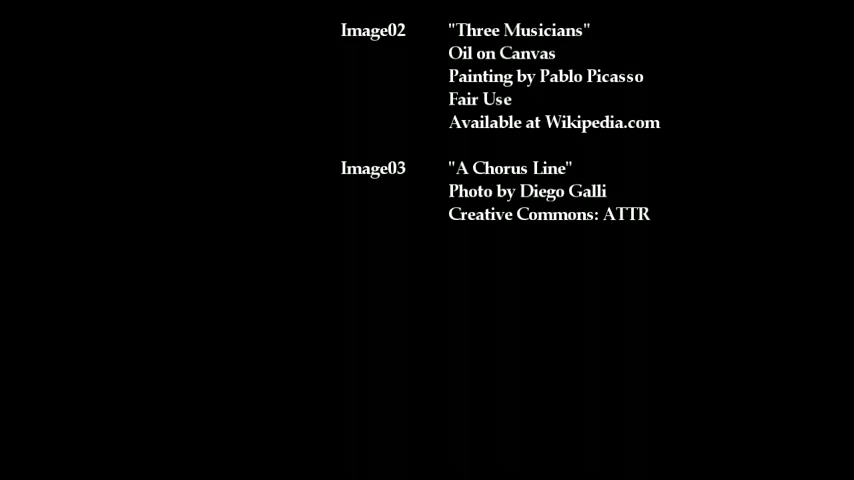 Image02 "Three Musicians"
Oil on Canvas
Painting by Pablo Picasso
Fair Use
Available at Wikipedia.com
Image03 "A Chorus Line"
Photo by Diego Galli
Creative Commons: ATTR